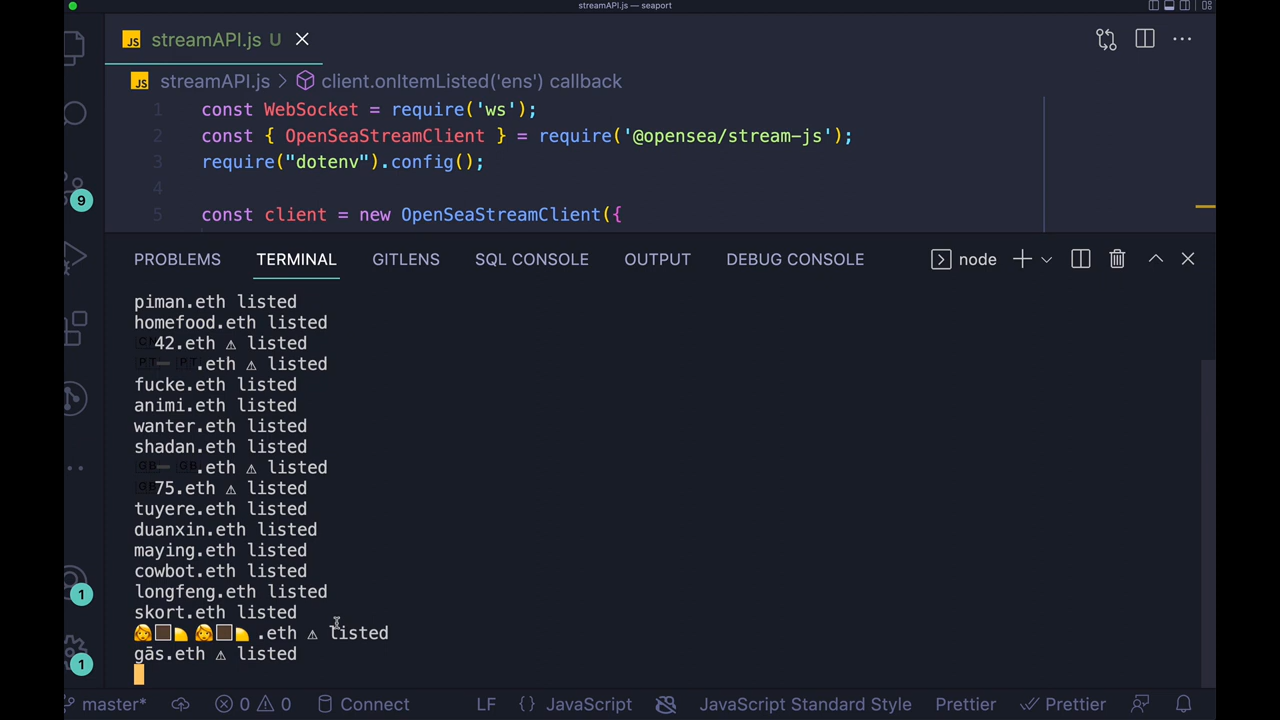 streamAPI.js — seaport
streamAPI.js U
JS streamAPI.js > client.onItemListed('ens') callback
1 const WebSocket = require('ws');
2 const { OpenSeaStreamClient } = require('@opensea/stream-js');
3 require("dotenv").config();
4
5 const client = new OpenSeaStreamClient({
9
PROBLEMS TERMINAL GITLENS SQL CONSOLE OUTPUT DEBUG CONSOLE node
piman.eth listed
homefood.eth listed
🇨🇳42.eth ⚠ listed
🇵🇹➖🇵🇹.eth ⚠ listed
fucke.eth listed
animi.eth listed
wanter.eth listed
shadan.eth listed
🇬🇧➖🇬🇧.eth ⚠ listed
🇬🇧75.eth ⚠ listed
tuyere.eth listed
duanxin.eth listed
maying.eth listed
cowbot.eth listed
longfeng.eth listed
skort.eth listed
.eth ⚠ listed
gās.eth ⚠ listed
1
1
master* 0 0 Connect LF {} JavaScript JavaScript Standard Style Prettier Prettier